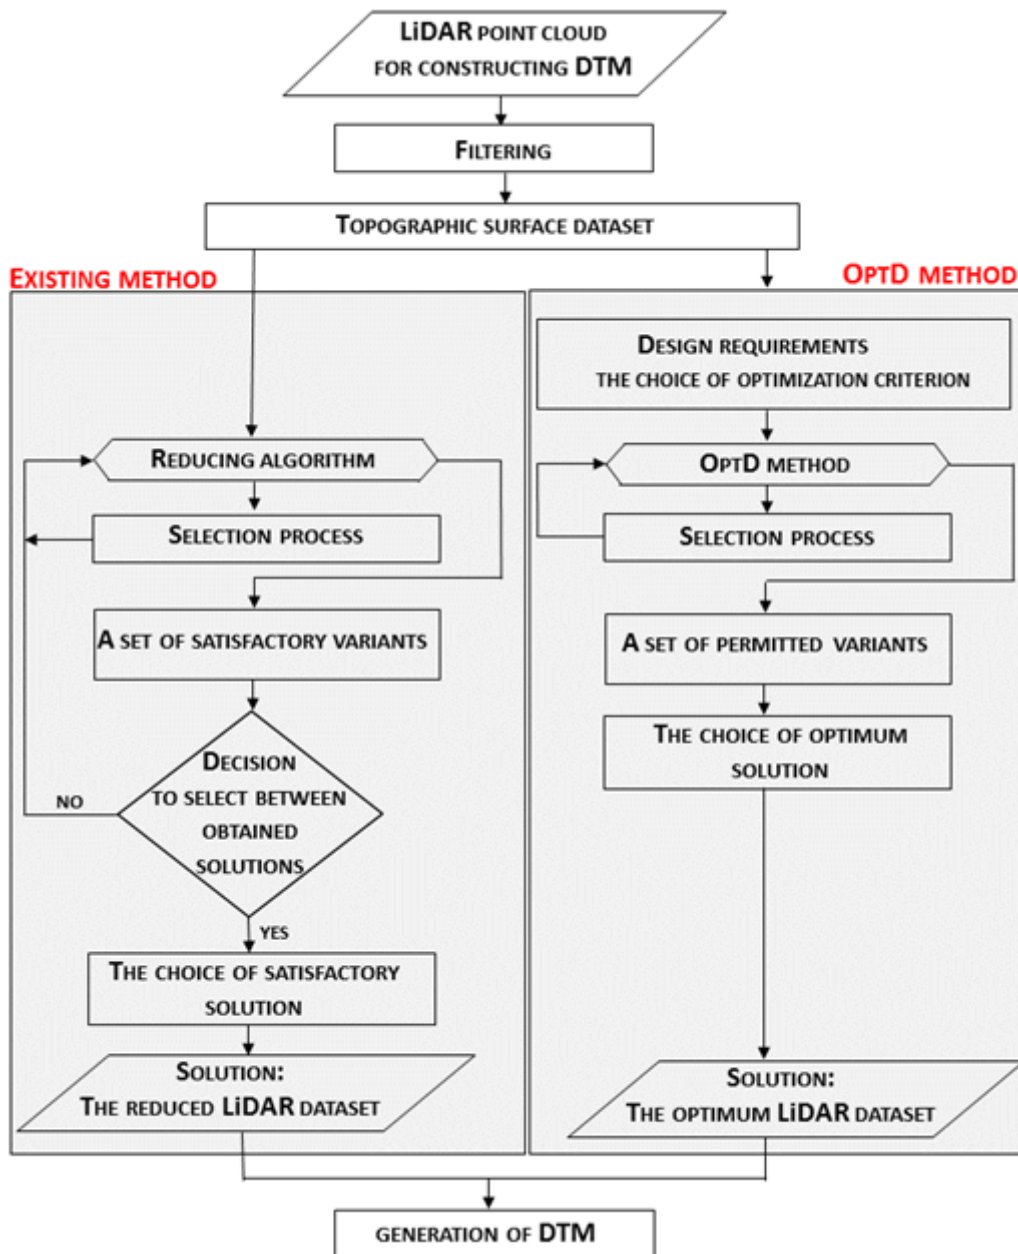 LiDAR POINT CLOUD
FOR CONSTRUCTING DTM
FILTERING
TOPOGRAPHIC SURFACE DATASET
EXISTING METHOD
REDUCING ALGORITHM
SELECTION PROCESS
A SET OF SATISFACTORY VARIANTS
DECISION
TO SELECT BETWEEN
OBTAINED
SOLUTIONS
NO
YES
THE CHOICE OF SATISFACTORY
SOLUTION
SOLUTION:
THE REDUCED LiDAR DATASET
OPTD METHOD
DESIGN REQUIREMENTS
THE CHOICE OF OPTIMIZATION CRITERION
OPTD METHOD
SELECTION PROCESS
A SET OF PERMITTED VARIANTS
THE CHOICE OF OPTIMUM
SOLUTION
SOLUTION:
THE OPTIMUM LiDAR DATASET
GENERATION OF DTM